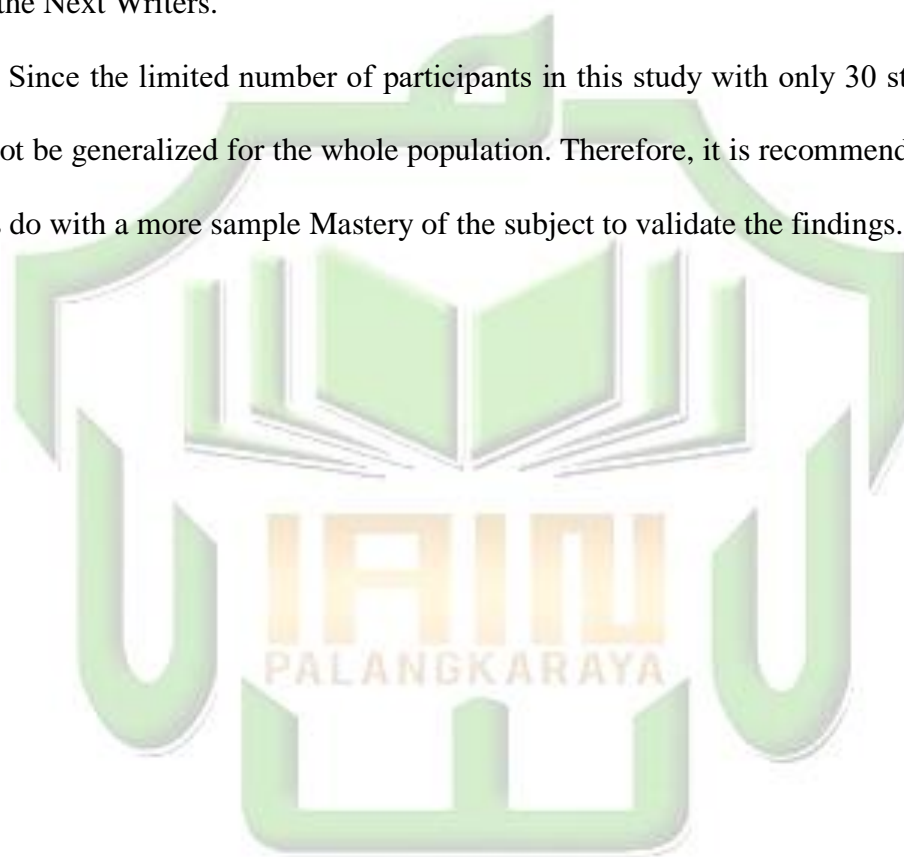 the Next Writers.
Since the limited number of participants in this study with only 30 st
ot be generalized for the whole population. Therefore, it is recommend
s do with a more sample Mastery of the subject to validate the findings.
IAIN
PALANGKARAYA